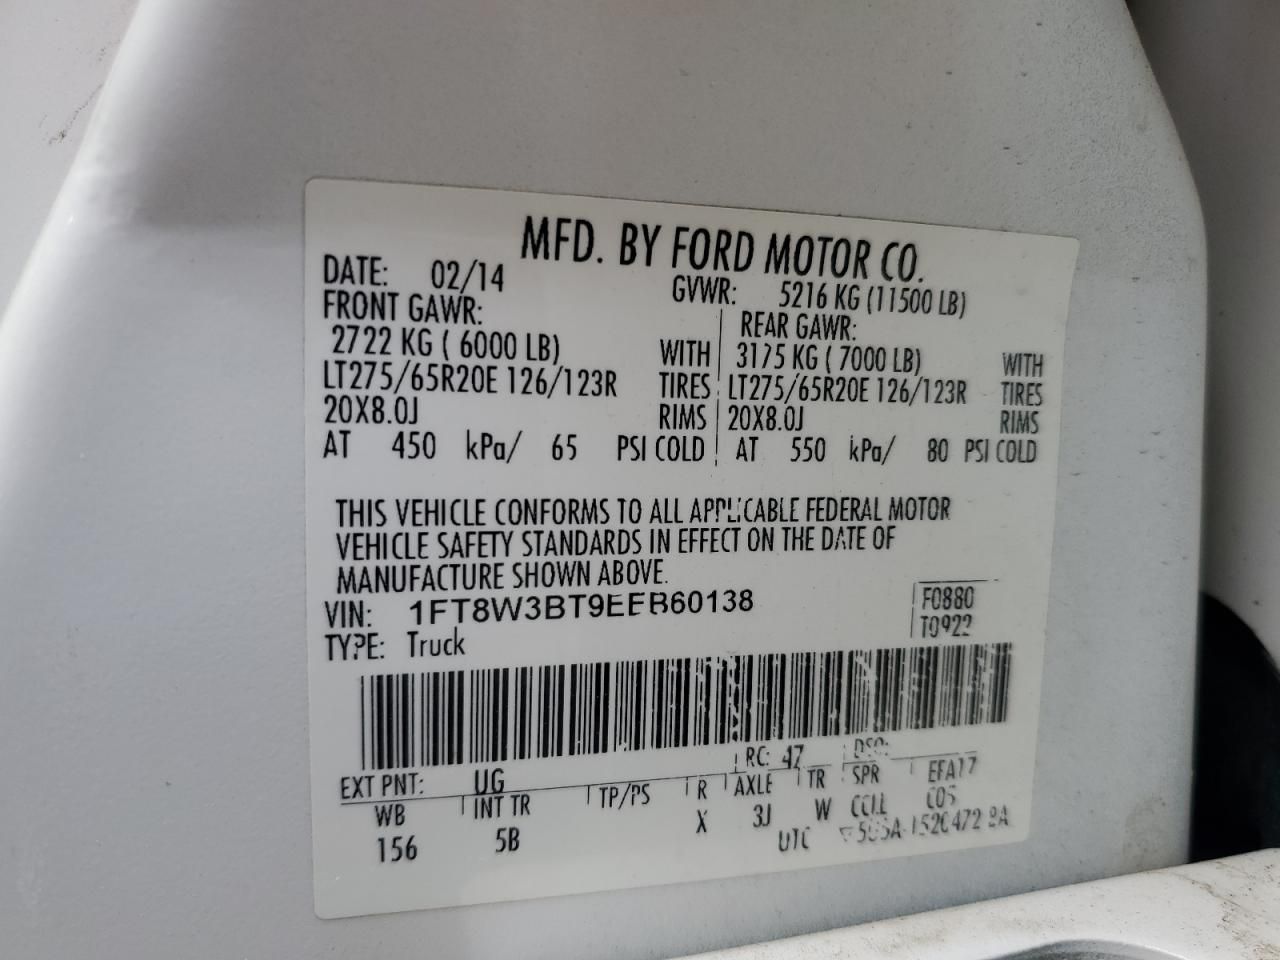 MFD. BY FORD MOTOR CO.
DATE: 02/14
GVWR: 5216 KG (11500 LB)
FRONT GAWR:
REAR GAWR:
2722 KG ( 6000 LB) WITH
3175 KG ( 7000 LB) WITH
LT275/65R20E 126/123R TIRES
LT275/65R20E 126/123R TIRES
20X8.0J RIMS
20X8.0J RIMS
AT 450 kPa/ 65 PSI COLD
AT 550 kPa/ 80 PSI COLD
THIS VEHICLE CONFORMS TO ALL APPLICABLE FEDERAL MOTOR
VEHICLE SAFETY STANDARDS IN EFFECT ON THE DATE OF
MANUFACTURE SHOWN ABOVE.
VIN: 1FT8W3BT9EEB60138
F0880
TYPE: Truck
T0922
EXT PNT: UG
RC: 47
DSO:
WB
INT TR
TP/PS
R
AXLE
TR
SPR
EFA17
156
5B
X
3J
W
UTC